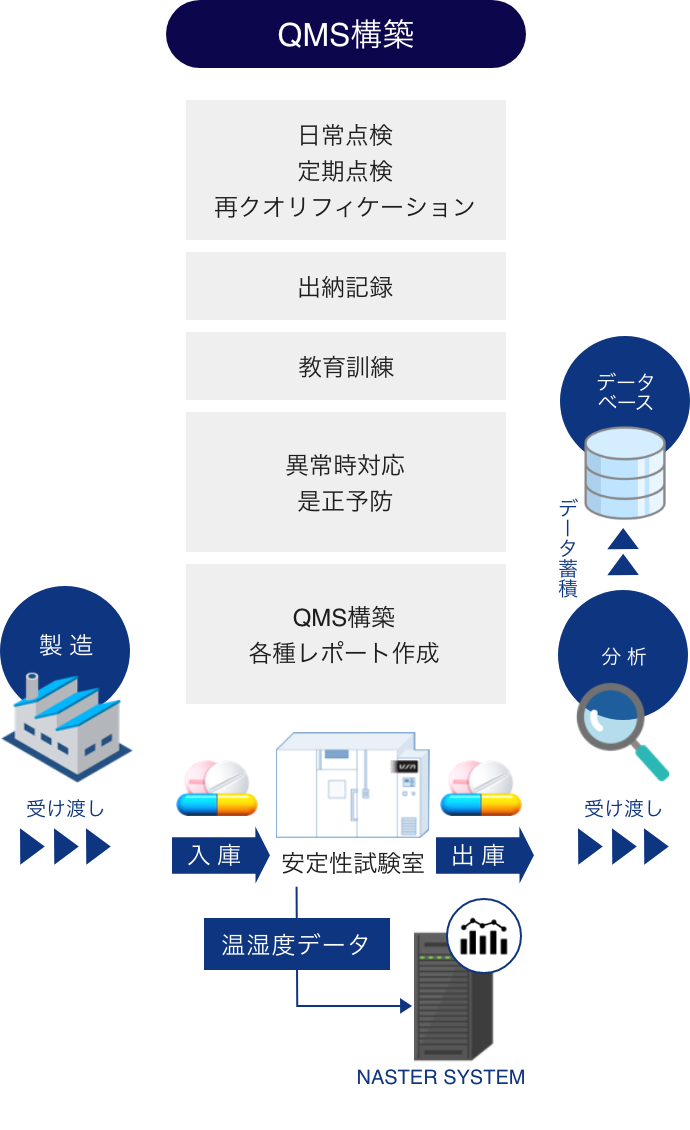 QMS構築
日常点検
定期点検
再クオリフィケーション
出納記録
教育訓練
異常時対応
是正予防
QMS構築
各種レポート作成
データ
ベース
データ蓄積
製造
分析
受け渡し
入庫
安定性試験室
出庫
受け渡し
温湿度データ
NASTER SYSTEM